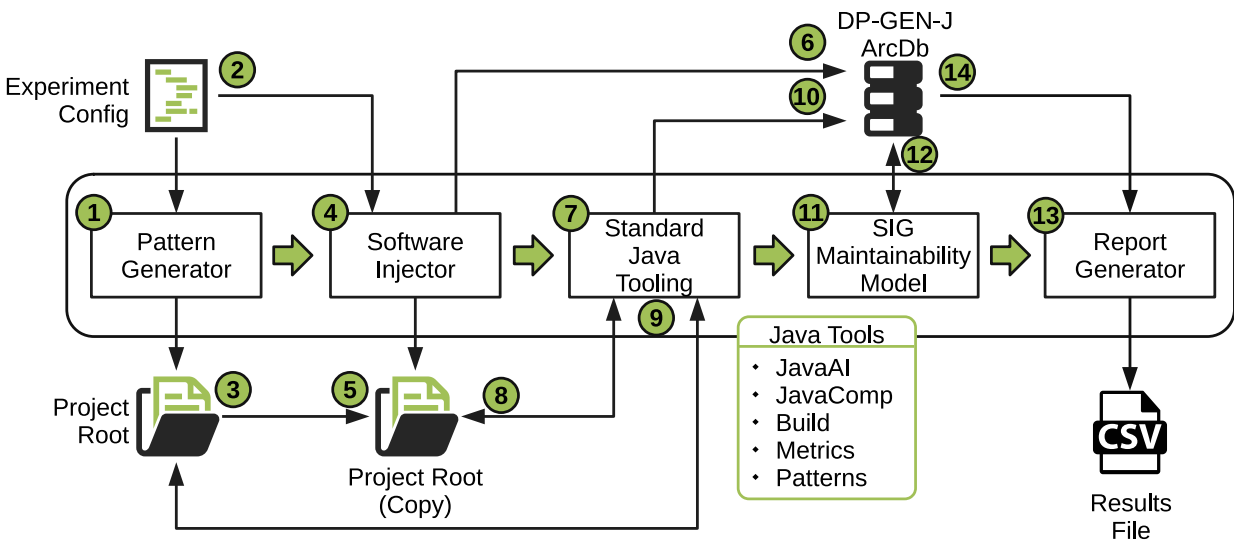 DP-GEN-J
ArcDb
6
2
14
Experiment
Config
10
12
1
4
7
11
13
Pattern
Generator
Software
Injector
Standard
Java
Tooling
SIG
Maintainability
Model
Report
Generator
9
Java Tools
• JavaAI
• JavaComp
• Build
• Metrics
• Patterns
3
5
8
Project
Root
Project Root
(Copy)
CSV
Results
File